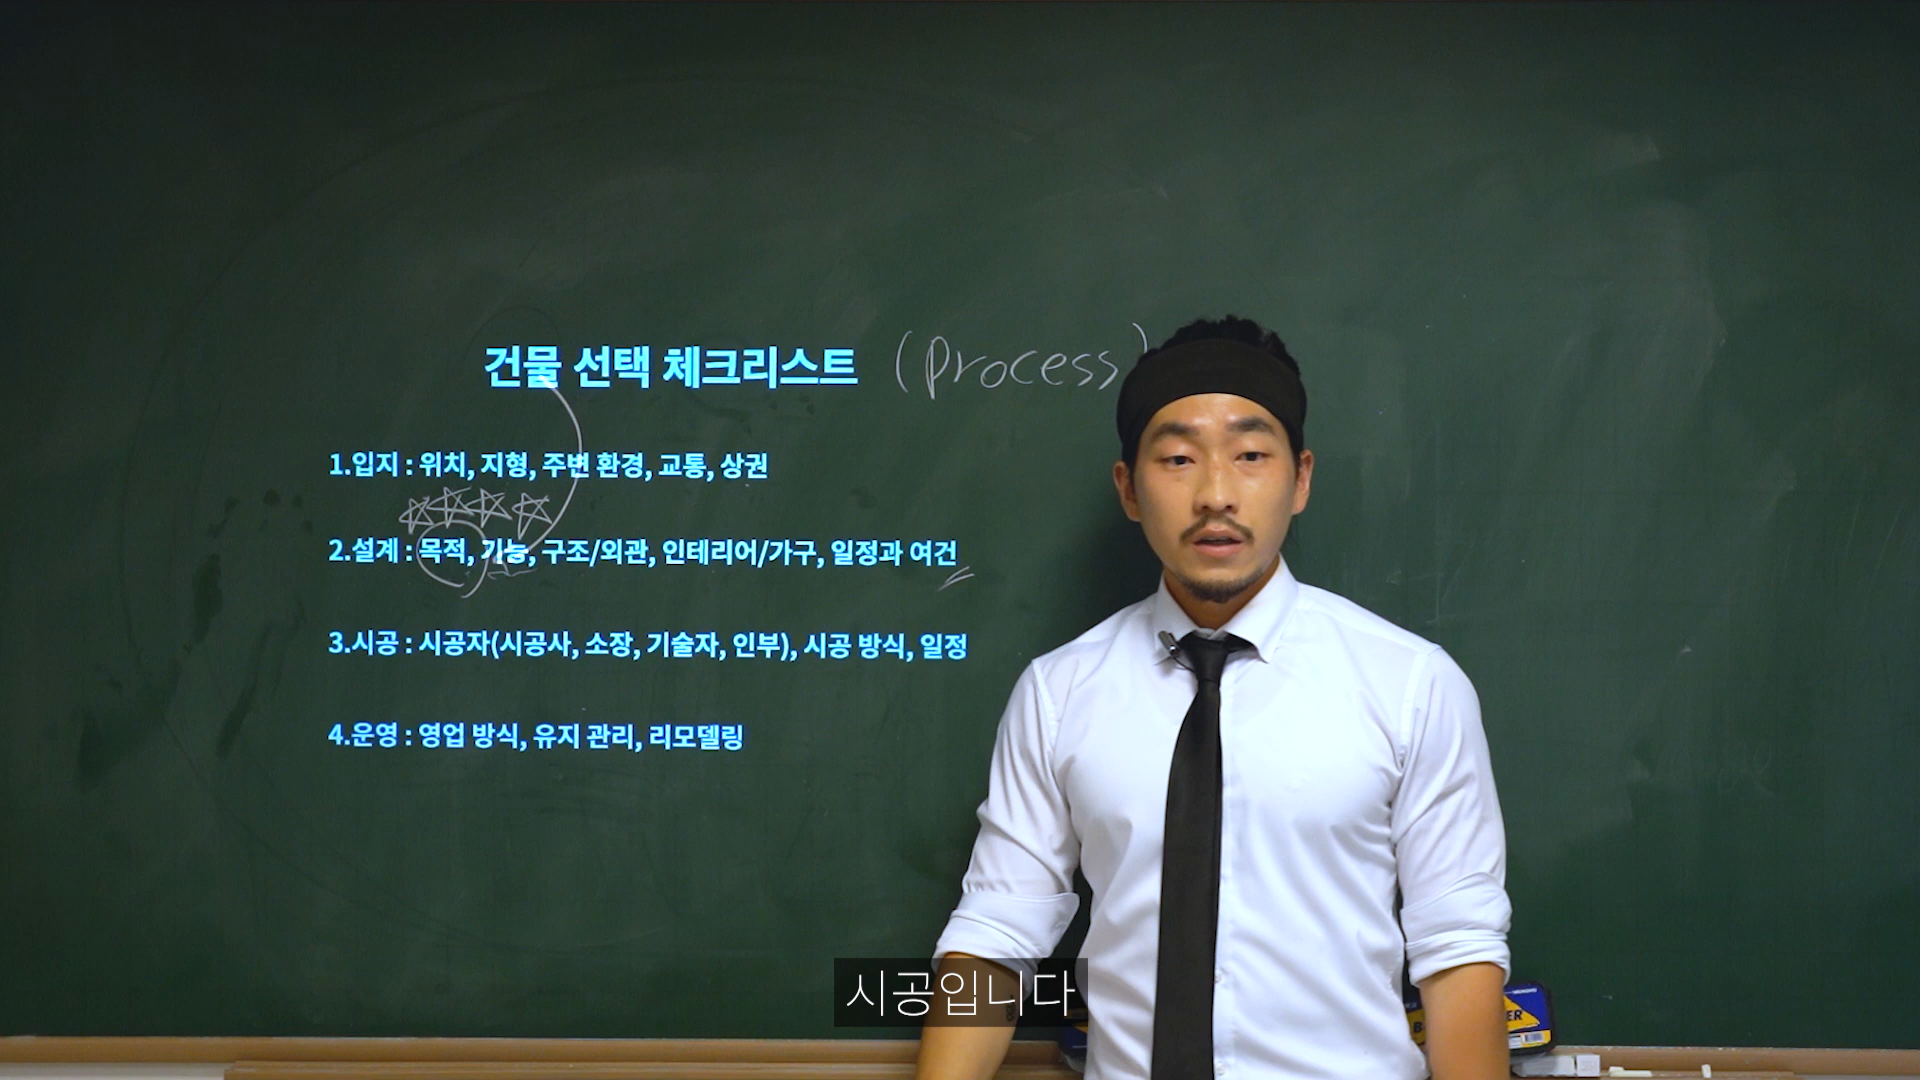 건물 선택 체크리스트 (process)
1.입지 : 위치, 지형, 주변 환경, 교통, 상권
2.설계 : 목적, 기능, 구조/외관, 인테리어/가구, 일정과 여건
3.시공 : 시공자(시공사, 소장, 기술자, 인부), 시공 방식, 일정
4.운영 : 영업 방식, 유지 관리, 리모델링
시공입니다